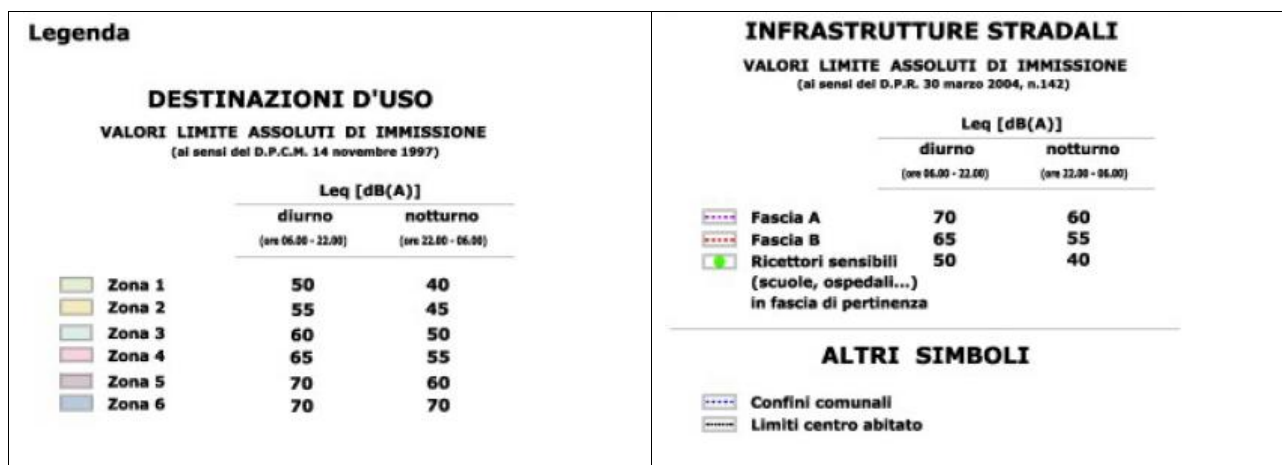 Legenda
DESTINAZIONI D'USO
VALORI LIMITE ASSOLUTI DI IMMISSIONE
(ai sensi del D.P.C.M. 14 novembre 1997)
Leq [dB(A)]
diurno notturno
(ore 06.00 - 22.00) (ore 22.00 - 06.00)
Zona 1 50 40
Zona 2 55 45
Zona 3 60 50
Zona 4 65 55
Zona 5 70 60
Zona 6 70 70
INFRASTRUTTURE STRADALI
VALORI LIMITE ASSOLUTI DI IMMISSIONE
(ai sensi del D.P.R. 30 marzo 2004, n.142)
Leq [dB(A)]
diurno notturno
(ore 06.00 - 22.00) (ore 22.00 - 06.00)
Fascia A 70 60
Fascia B 65 55
Ricettori sensibili 50 40
(scuole, ospedali...)
in fascia di pertinenza
ALTRI SIMBOLI
Confini comunali
Limiti centro abitato